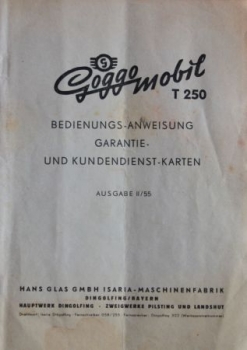 G
Goggomobil
T 250
BEDIENUNGS-ANWEISUNG
GARANTIE-
UND KUNDENDIENST-KARTEN
AUSGABE II/55
HANS GLAS GMBH ISARIA-MASCHINENFABRIK
DINGOLFING/BAYERN
HAUPTWERK DINGOLFING - ZWEIGWERKE PILSTING UND LANDSHUT